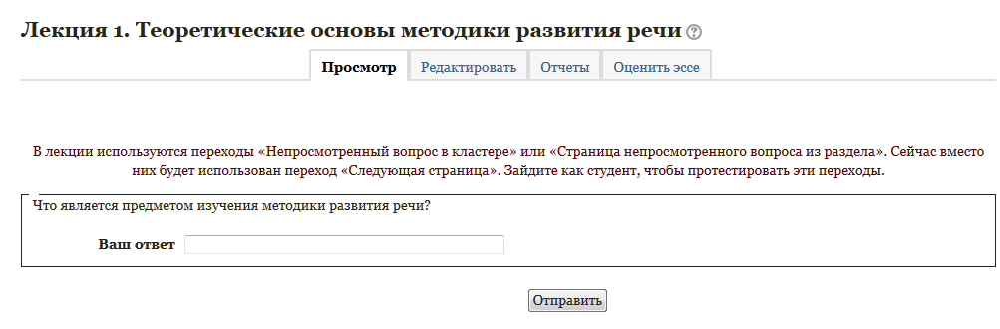 Лекция 1. Теоретические основы методики развития речи ?
Просмотр Редактировать Отчеты Оценить эссе
В лекции используются переходы «Непросмотренный вопрос в кластере» или «Страница непросмотренного вопроса из раздела». Сейчас вместо
них будет использован переход «Следующая страница». Зайдите как студент, чтобы протестировать эти переходы.
Что является предметом изучения методики развития речи?
Ваш ответ
Отправить